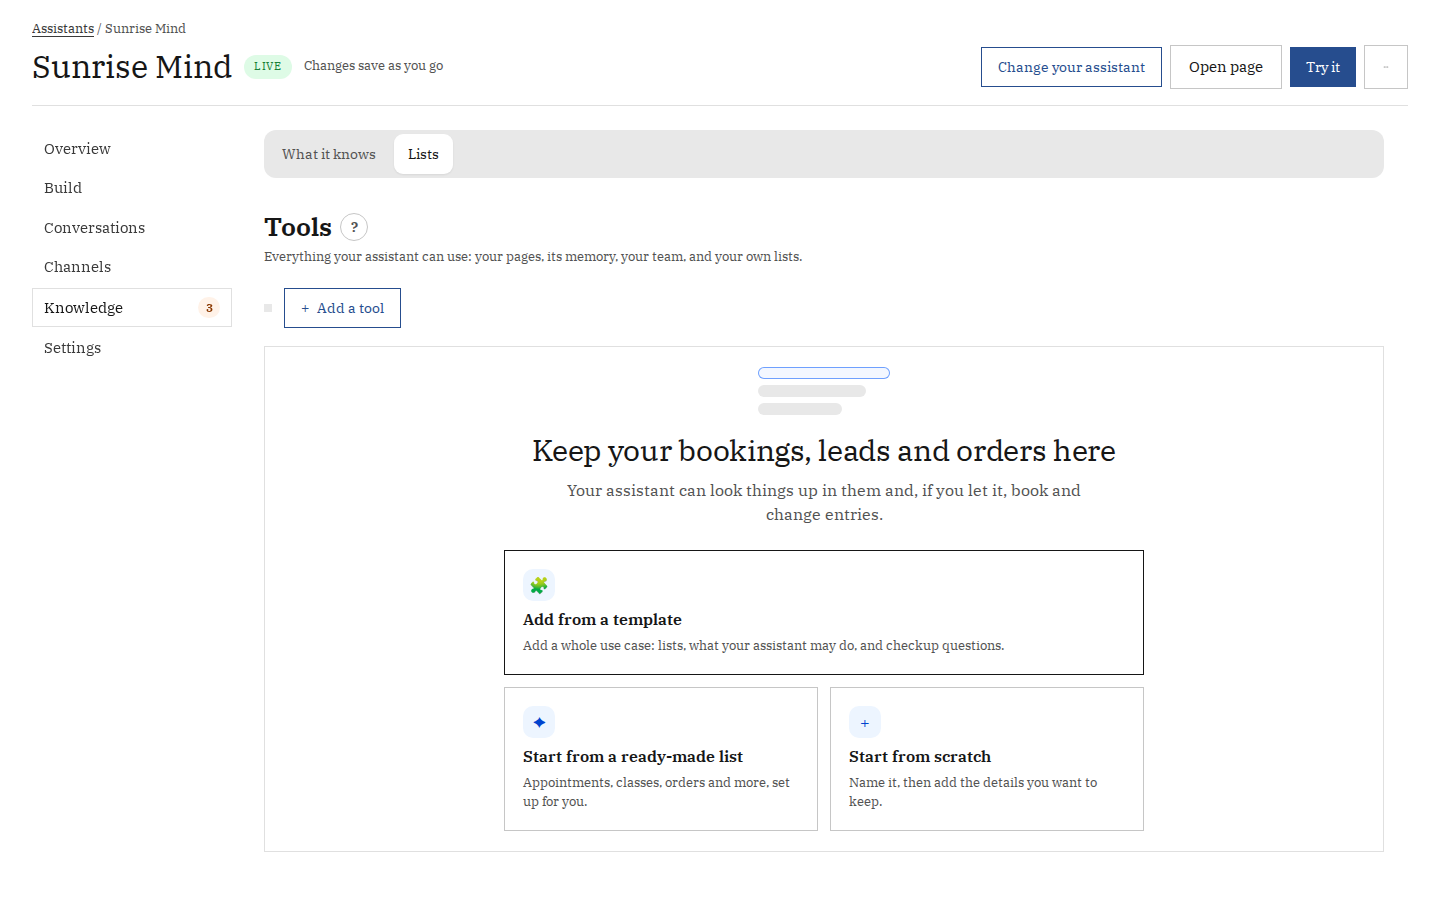 Assistants / Sunrise Mind
Sunrise Mind
LIVE
Changes save as you go
Change your assistant
Open page
Try it
Overview
Build
Conversations
Channels
Knowledge
3
Settings
What it knows
Lists
Tools
?
Everything your assistant can use: your pages, its memory, your team, and your own lists.
+ Add a tool
Keep your bookings, leads and orders here
Your assistant can look things up in them and, if you let it, book and
change entries.
Add from a template
Add a whole use case: lists, what your assistant may do, and checkup questions.
Start from a ready-made list
Appointments, classes, orders and more, set
up for you.
+
Start from scratch
Name it, then add the details you want to
keep.